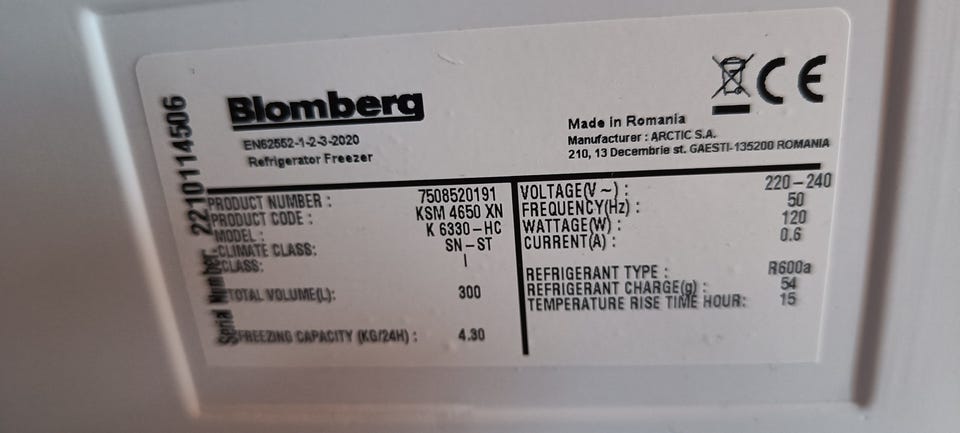 Serial Number: 2210114506
Blomberg
EN62552-1-2-3-2020
Refrigerator Freezer
CE
Made in Romania
Manufacturer : ARCTIC S.A.
210, 13 Decembrie st. GAESTI-135200 ROMANIA
PRODUCT NUMBER : 7508520191
PRODUCT CODE : KSM 4650 XN
MODEL : K 6330-HC
CLIMATE CLASS: SN-ST
CLASS: I
TOTAL VOLUME(L): 300
FREEZING CAPACITY (KG/24H) : 4.30
VOLTAGE(V ~) : 220-240
FREQUENCY(Hz) : 50
WATTAGE(W) : 120
CURRENT(A) : 0.6
REFRIGERANT TYPE : R600a
REFRIGERANT CHARGE(g) : 54
TEMPERATURE RISE TIME HOUR: 15